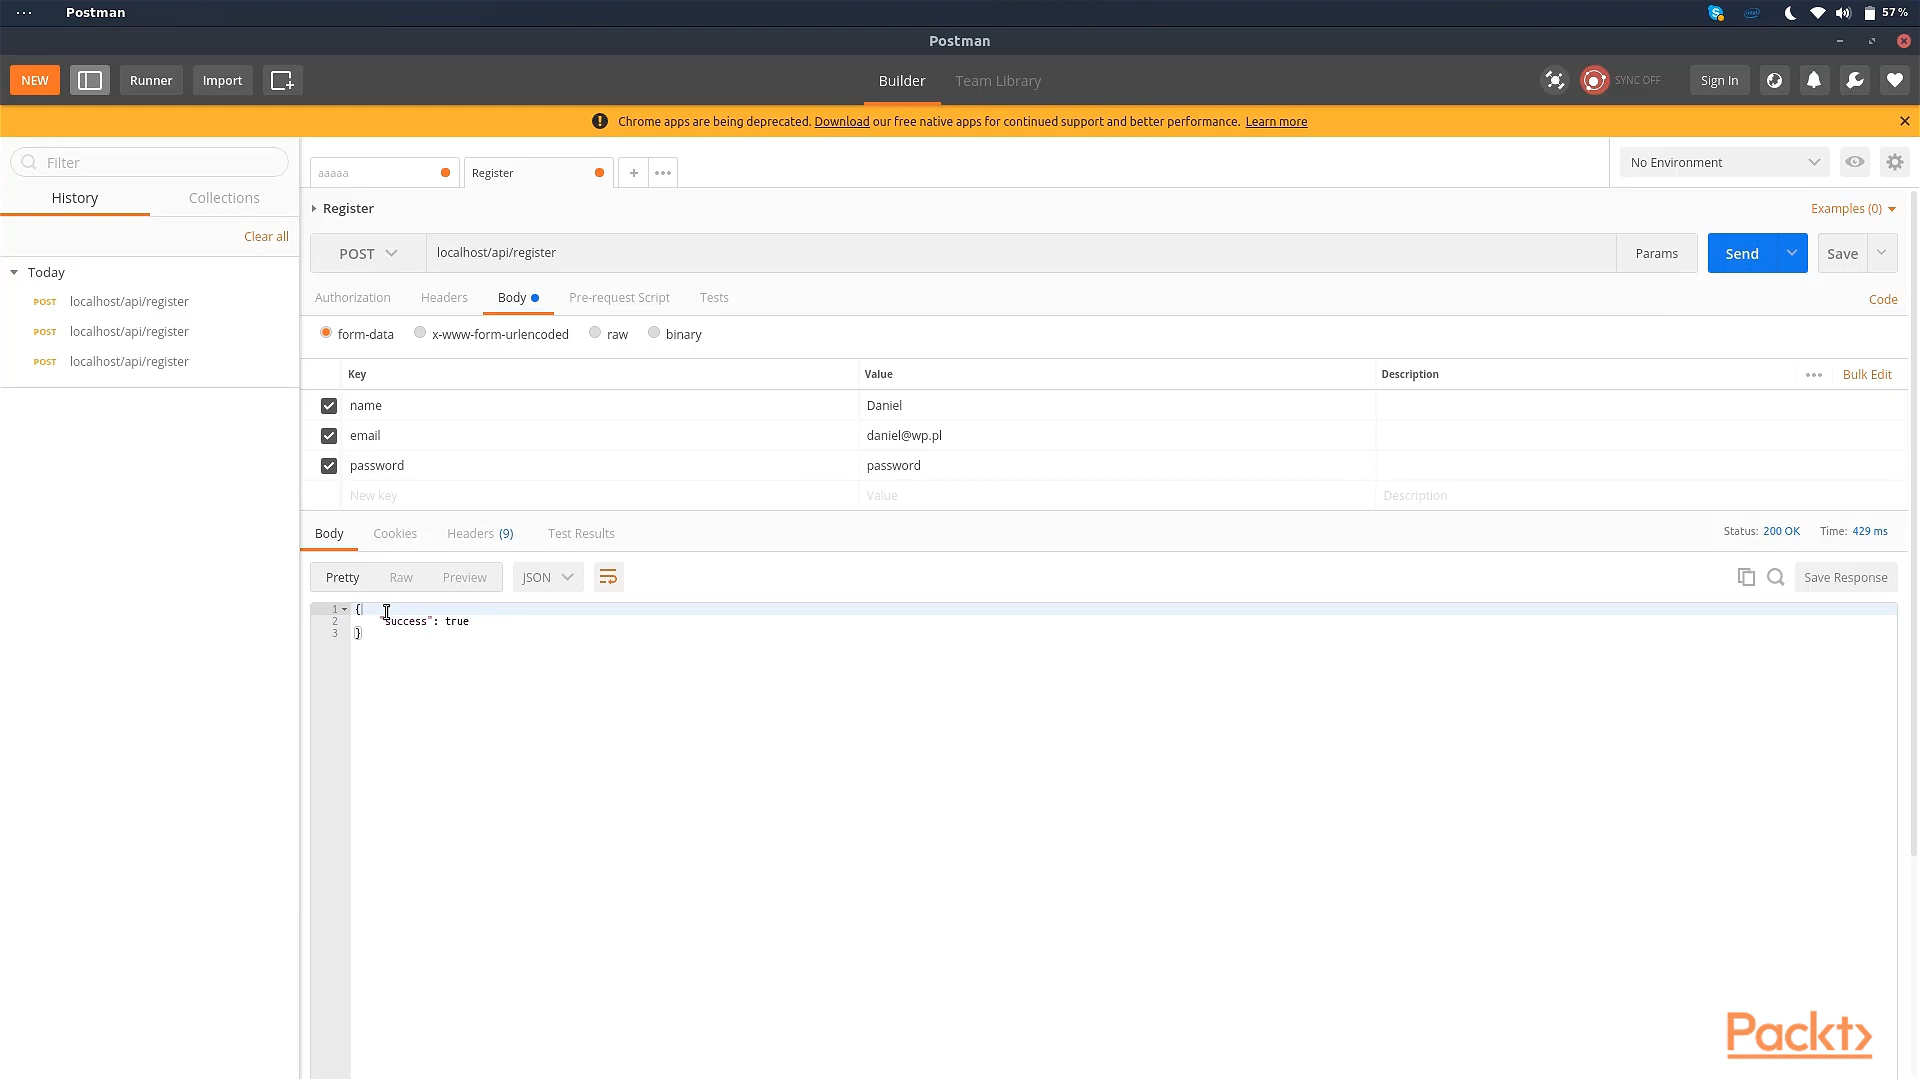 Postman
57 %
Postman
NEW
Runner
Import
Builder
Team Library
SYNC OFF
Sign In
Chrome apps are being deprecated. Download our free native apps for continued support and better performance. Learn more
Filter
History
Collections
Clear all
Today
POST localhost/api/register
POST localhost/api/register
POST localhost/api/register
aaaaa
Register
No Environment
Register
Examples (0)
POST
localhost/api/register
Params
Send
Save
Authorization
Headers
Body
Pre-request Script
Tests
Code
form-data
x-www-form-urlencoded
raw
binary
Key
Value
Description
Bulk Edit
name
Daniel
email
daniel@wp.pl
password
password
New key
Value
Description
Body
Cookies
Headers (9)
Test Results
Status: 200 OK
Time: 429 ms
Pretty
Raw
Preview
JSON
Save Response
1 {
2 "success": true
3 }
Packt>